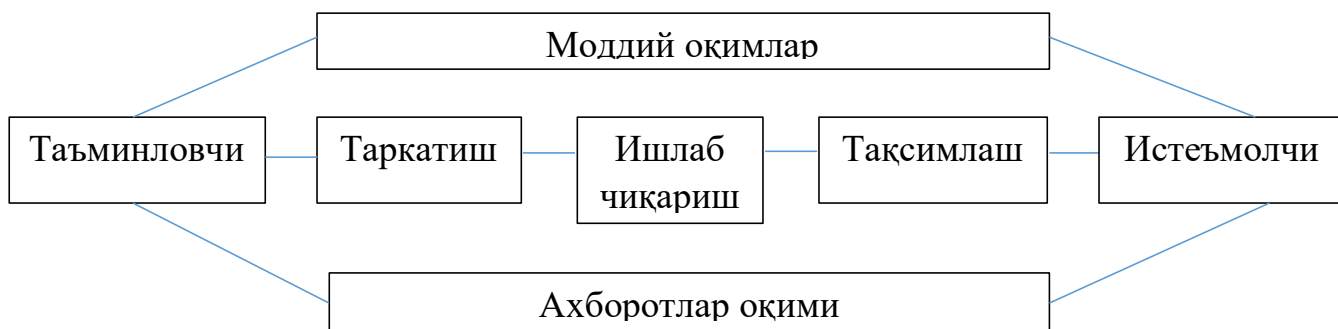 Моддий оқимлар
Таъминловчи
Таркатиш
Ишлаб
чиқариш
Тақсимлаш
Истеъмолчи
Ахборотлар оқими